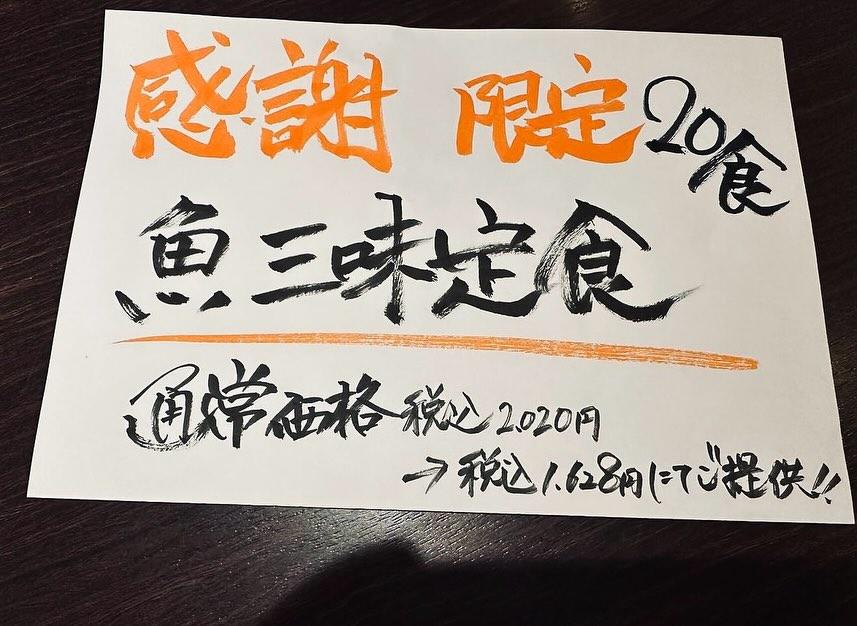 感謝 限定20食
魚三味定食
通常価格 税込 2,020円
→ 税込 1,628円にてご提供!!